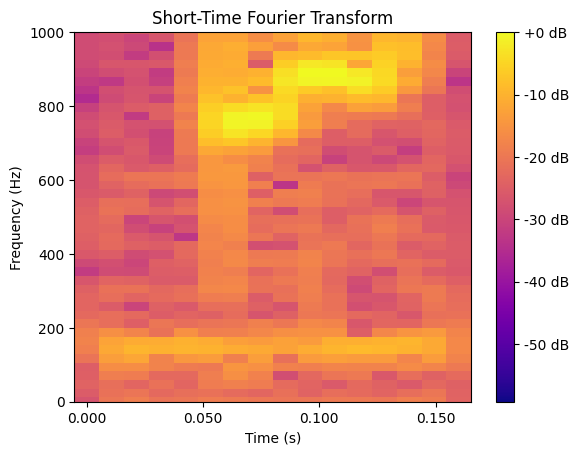 Short-Time Fourier Transform
1000
800
600
400
200
0
Frequency (Hz)
0.000
0.050
0.100
0.150
Time (s)
+0 dB
-10 dB
-20 dB
-30 dB
-40 dB
-50 dB